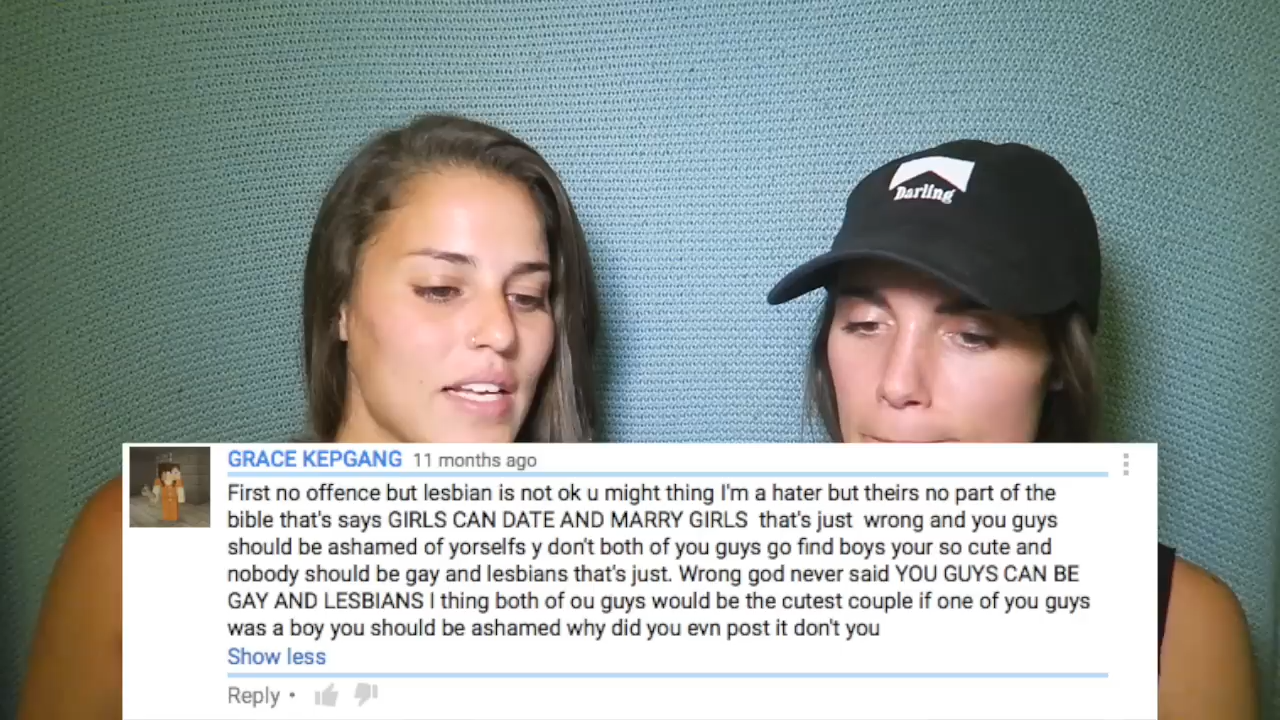 Darling
GRACE KEPGANG 11 months ago
First no offence but lesbian is not ok u might thing I'm a hater but theirs no part of the
bible that's says GIRLS CAN DATE AND MARRY GIRLS that's just wrong and you guys
should be ashamed of yorselfs y don't both of you guys go find boys your so cute and
nobody should be gay and lesbians that's just. Wrong god never said YOU GUYS CAN BE
GAY AND LESBIANS I thing both of ou guys would be the cutest couple if one of you guys
was a boy you should be ashamed why did you evn post it don't you
Show less
Reply •